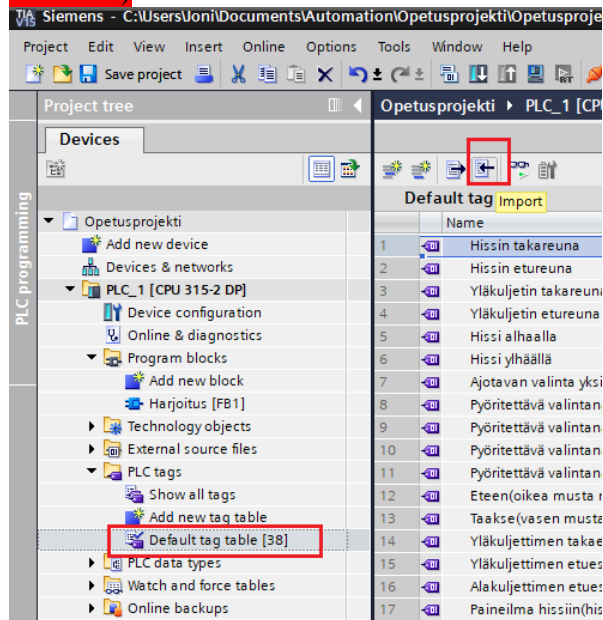 Siemens - C:\Users\Joni\Documents\Automation\Opetusprojekti\Opetusproje
Project Edit View Insert Online Options Tools Window Help
Save project
Project tree
Opetusprojekti ▸ PLC_1 [CPU
Devices
PLC programming
Default tag
Import
Name
Opetusprojekti
Add new device
Devices & networks
PLC_1 [CPU 315-2 DP]
Device configuration
Online & diagnostics
Program blocks
Add new block
Harjoitus [FB1]
Technology objects
External source files
PLC tags
Show all tags
Add new tag table
Default tag table [38]
PLC data types
Watch and force tables
Online backups
1 Hissin takareuna
2 Hissin etureuna
3 Yläkuljetin takareuna
4 Yläkuljetin etureuna
5 Hissi alhaalla
6 Hissi ylhäällä
7 Ajotavan valinta yksi
8 Pyöritettävä valintana
9 Pyöritettävä valintana
10 Pyöritettävä valintana
11 Pyöritettävä valintana
12 Eteen(oikea musta n
13 Taakse(vasen musta
14 Yläkuljettimen takae
15 Yläkuljettimen etues
16 Alakuljettimen etues
17 Paineilma hissiin(his